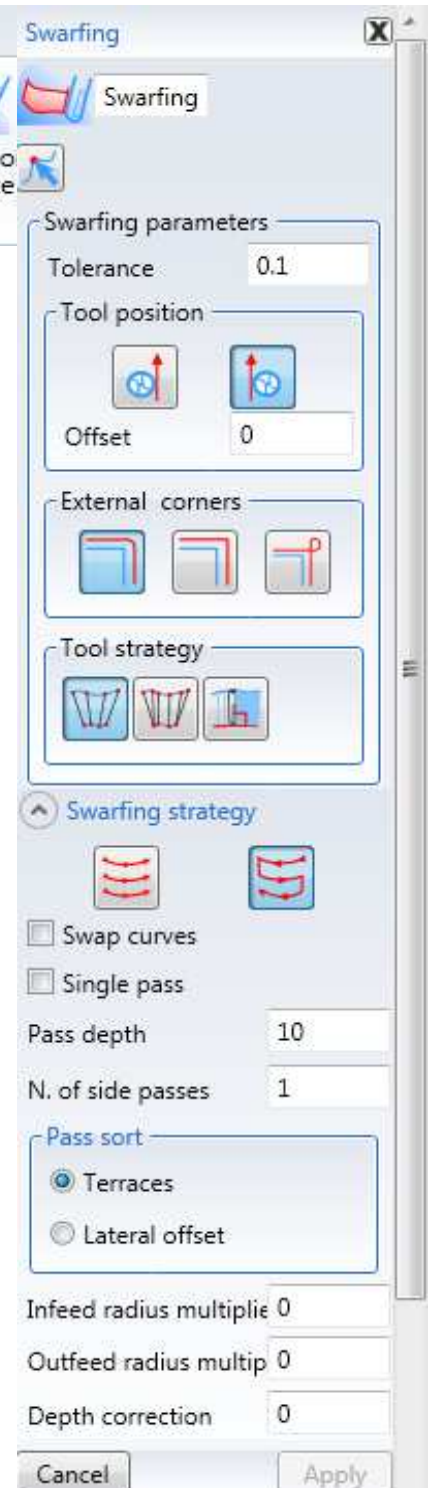 Swarfing
Swarfing
o
e
Swarfing parameters
Tolerance 0.1
Tool position
Offset 0
External corners
Tool strategy
Swarfing strategy
Swap curves
Single pass
Pass depth 10
N. of side passes 1
Pass sort
Terraces
Lateral offset
Infeed radius multiplie 0
Outfeed radius multip 0
Depth correction 0
Cancel Apply